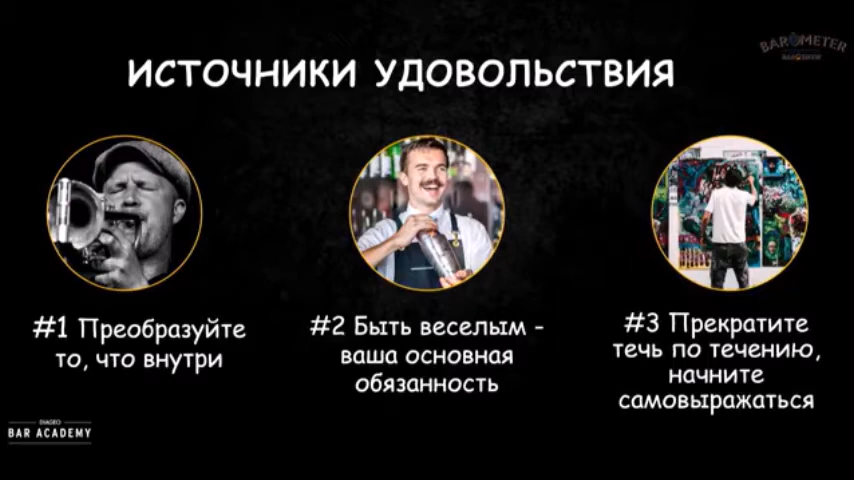 BAROMETER
ИСТОЧНИКИ УДОВОЛЬСТВИЯ
#1 Преобразуйте
то, что внутри
#2 Быть веселым -
ваша основная
обязанность
#3 Прекратите
течь по течению,
начните
самовыражаться
DIAGEO
BAR ACADEMY